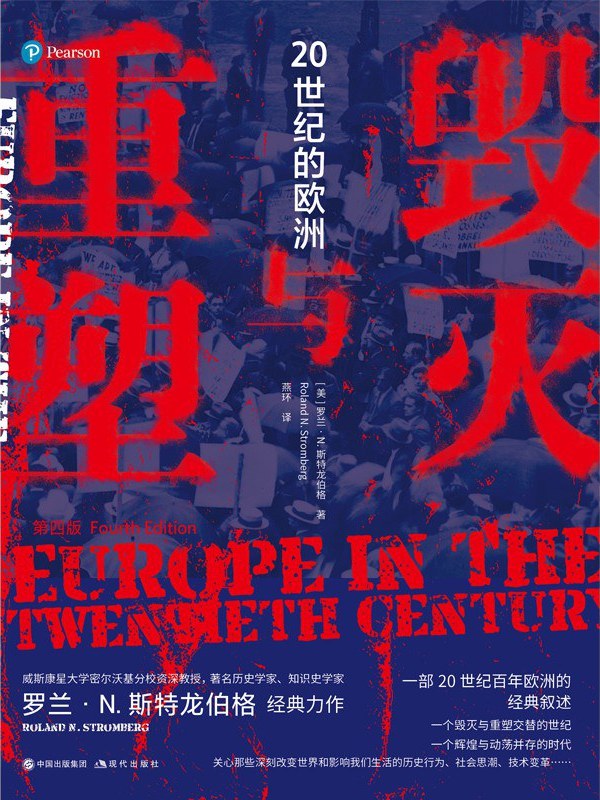 Pearson
毁灭
与
重塑
20世纪的欧洲
[美] 罗兰·N. 斯特龙伯格 著
Roland N. Stromberg
燕环 译
第四版 Fourth Edition
EUROPE IN THE
TWENTIETH CENTURY
威斯康星大学密尔沃基分校资深教授，著名历史学家、知识史学家
罗兰·N. 斯特龙伯格 经典力作
ROLAND N. STROMBERG
一部 20 世纪百年欧洲的
经典叙述
一个毁灭与重塑交替的世纪
一个辉煌与动荡并存的时代
关心那些深刻改变世界和影响我们生活的历史行为、社会思潮、技术变革……
中国出版集团 现代出版社